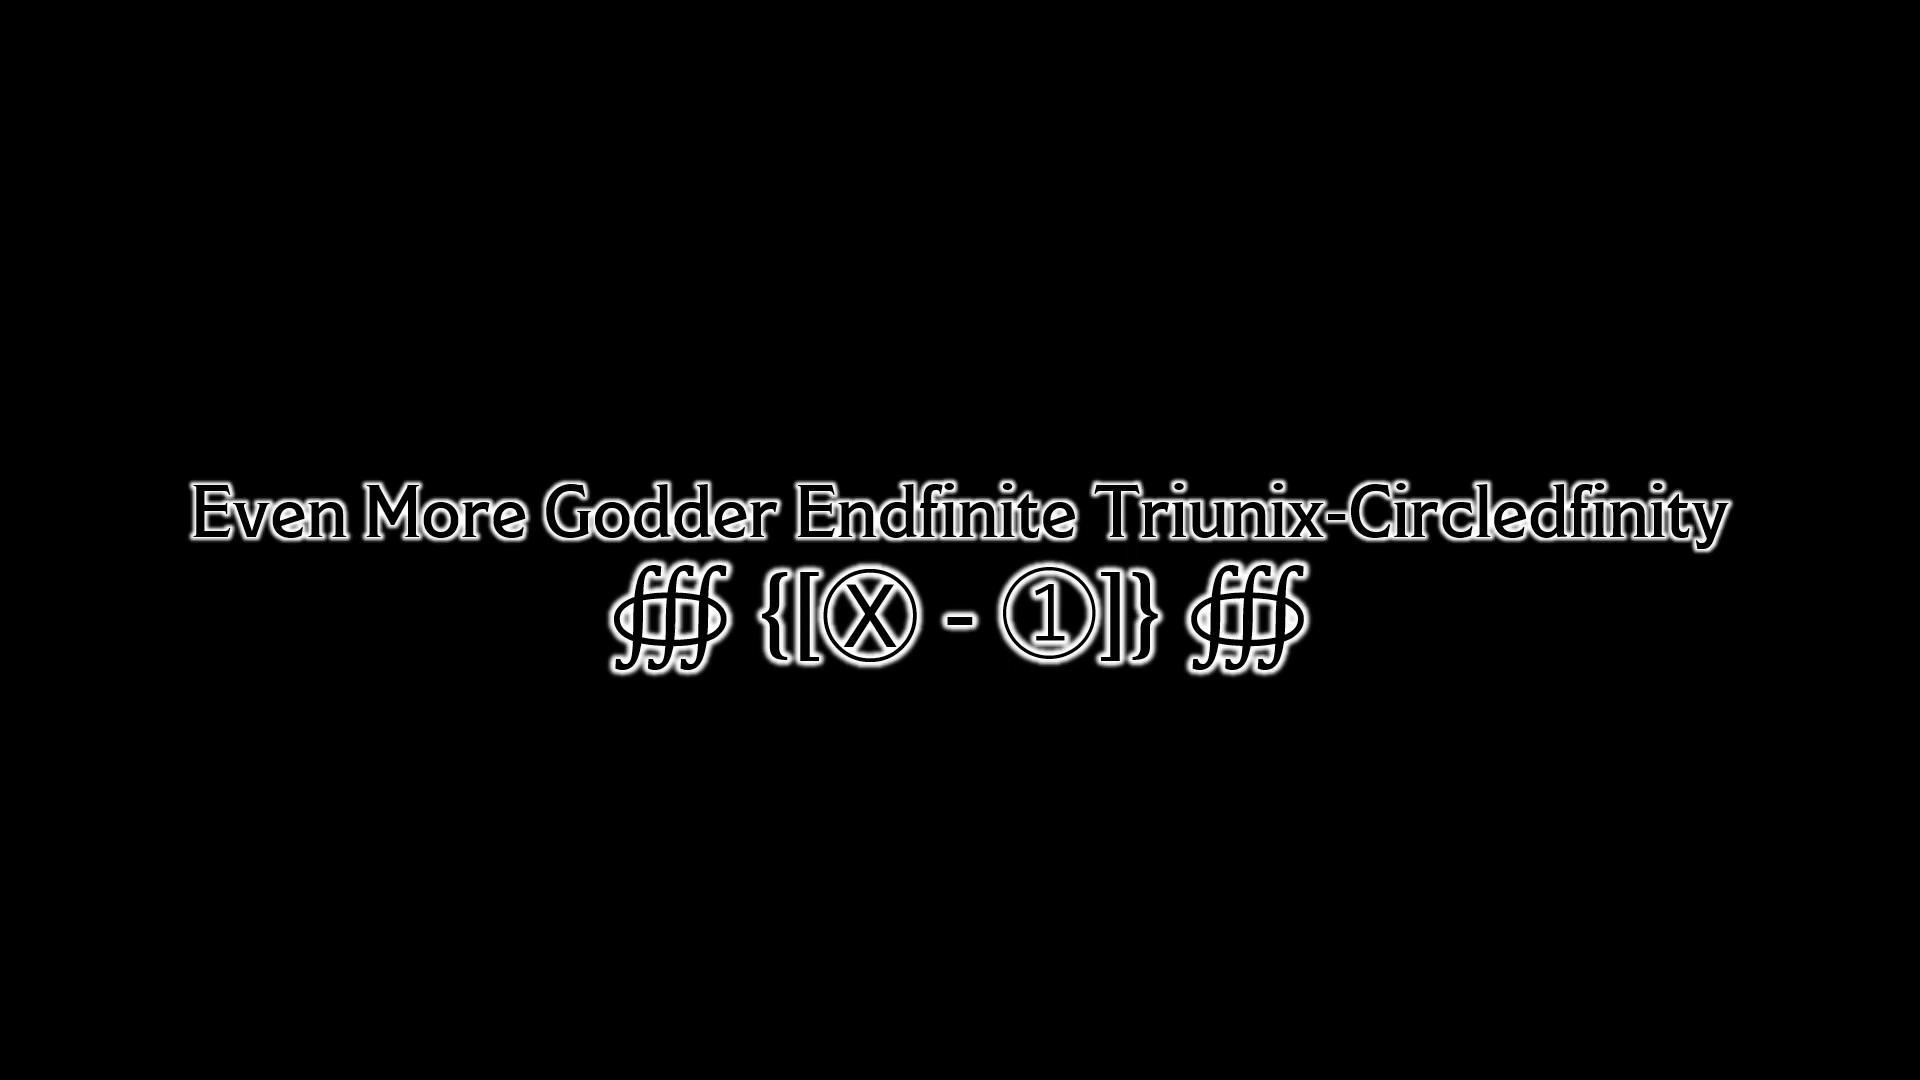 Even More Godder Endfinite Triunix-Circledfinity
∰ {[Ⓧ - ①]} ∰